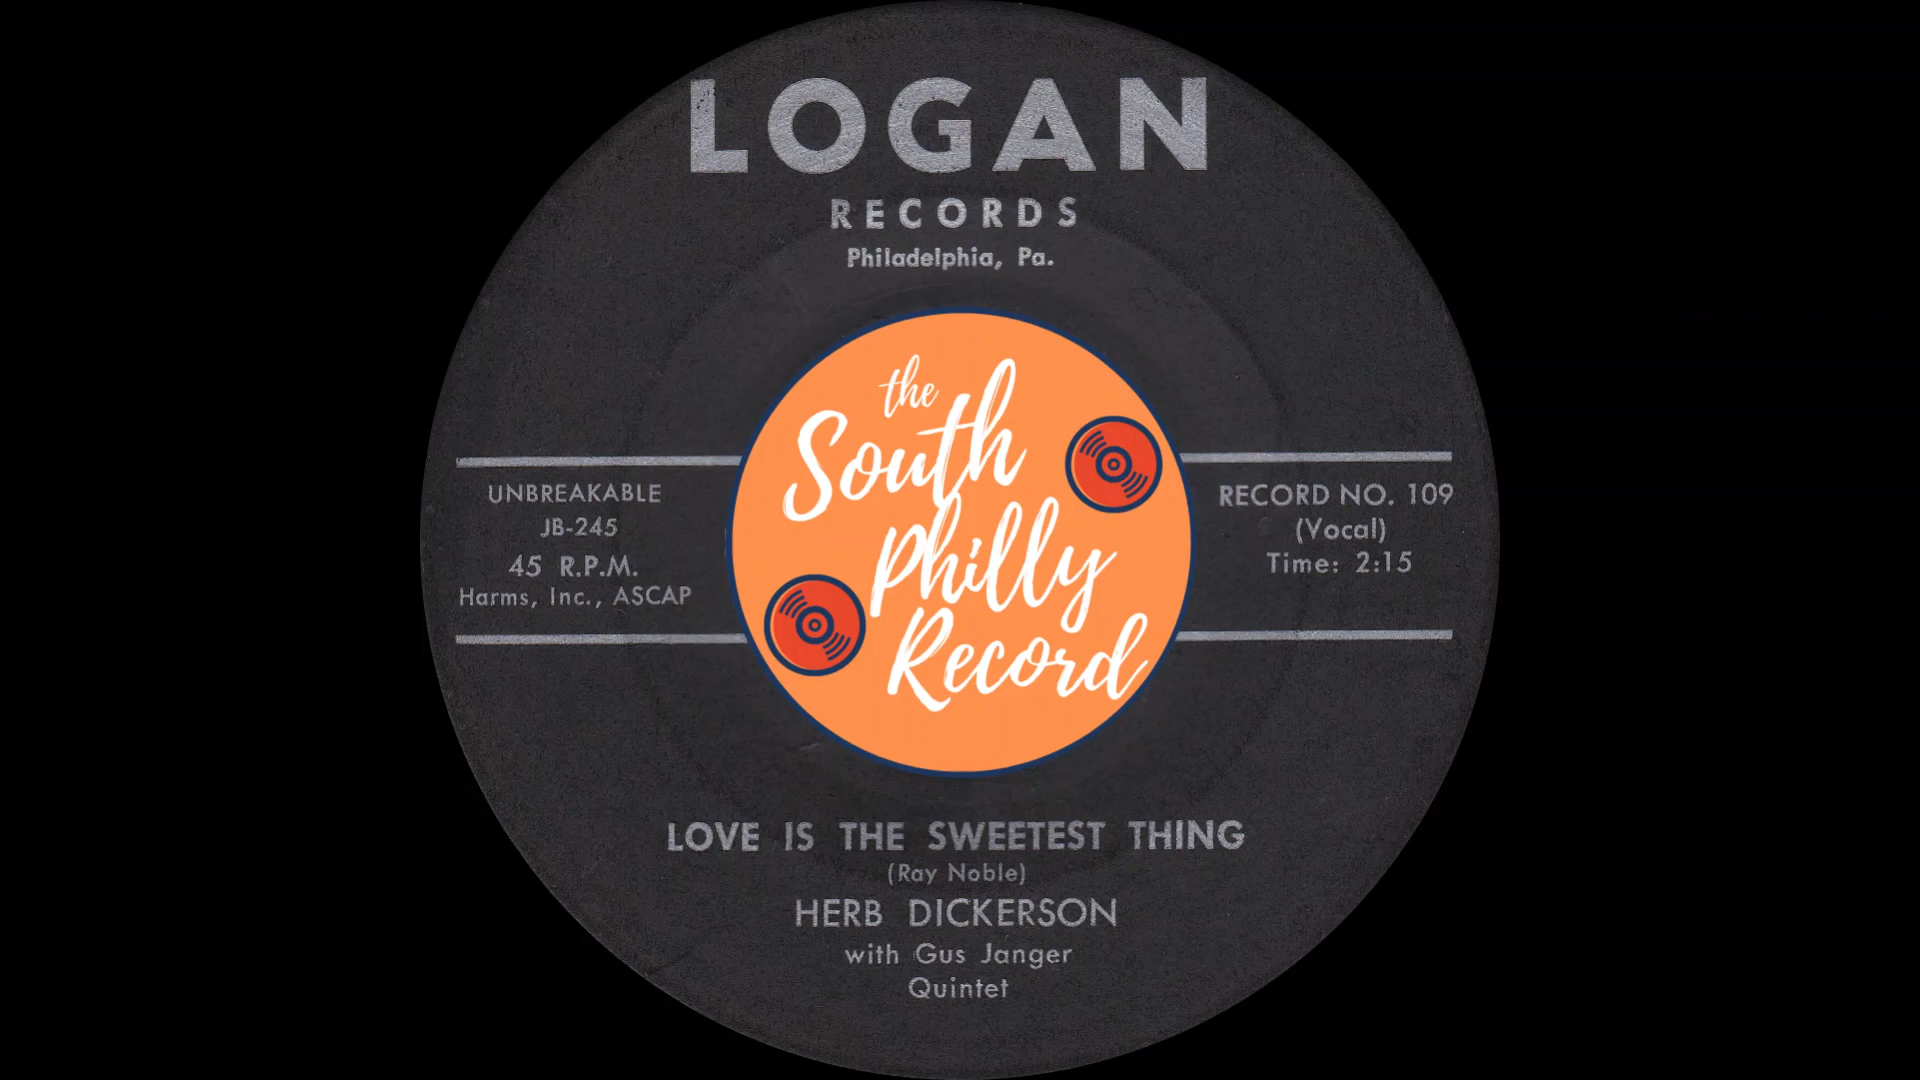 LOGAN
RECORDS
Philadelphia, Pa.
the
South
Philly
Record
UNBREAKABLE
JB-245
45 R.P.M.
Harms, Inc., ASCAP
RECORD NO. 109
(Vocal)
Time: 2:15
LOVE IS THE SWEETEST THING
(Ray Noble)
HERB DICKERSON
with Gus Janger
Quintet